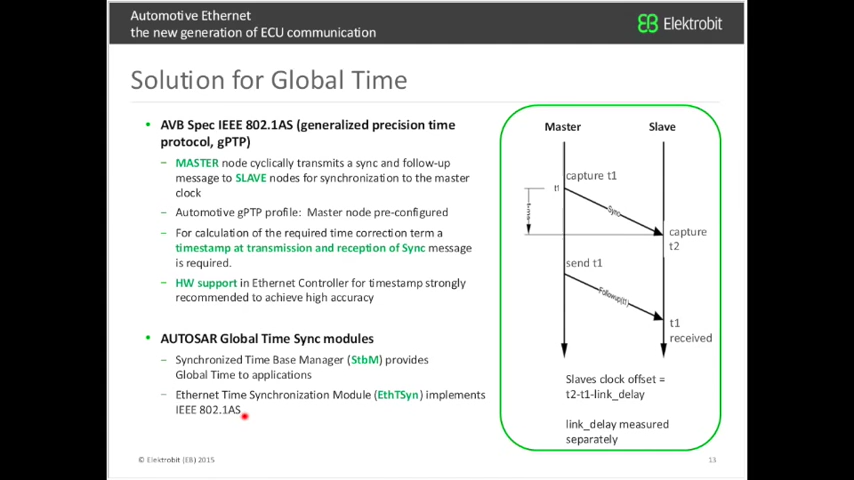 Automotive Ethernet
the new generation of ECU communication
Elektrobit
Solution for Global Time
• AVB Spec IEEE 802.1AS (generalized precision time
protocol, gPTP)
− MASTER node cyclically transmits a sync and follow-up
message to SLAVE nodes for synchronization to the master
clock
− Automotive gPTP profile: Master node pre-configured
− For calculation of the required time correction term a
timestamp at transmission and reception of Sync message
is required.
− HW support in Ethernet Controller for timestamp strongly
recommended to achieve high accuracy
• AUTOSAR Global Time Sync modules
− Synchronized Time Base Manager (StbM) provides
Global Time to applications
− Ethernet Time Synchronization Module (EthTSyn) implements
IEEE 802.1AS
Master Slave
capture t1
t1
Sync
capture
t2
send t1
Followup(t1)
t1
received
Slaves clock offset =
t2-t1-link_delay
link_delay measured
separately
© Elektrobit (EB) 2015
13